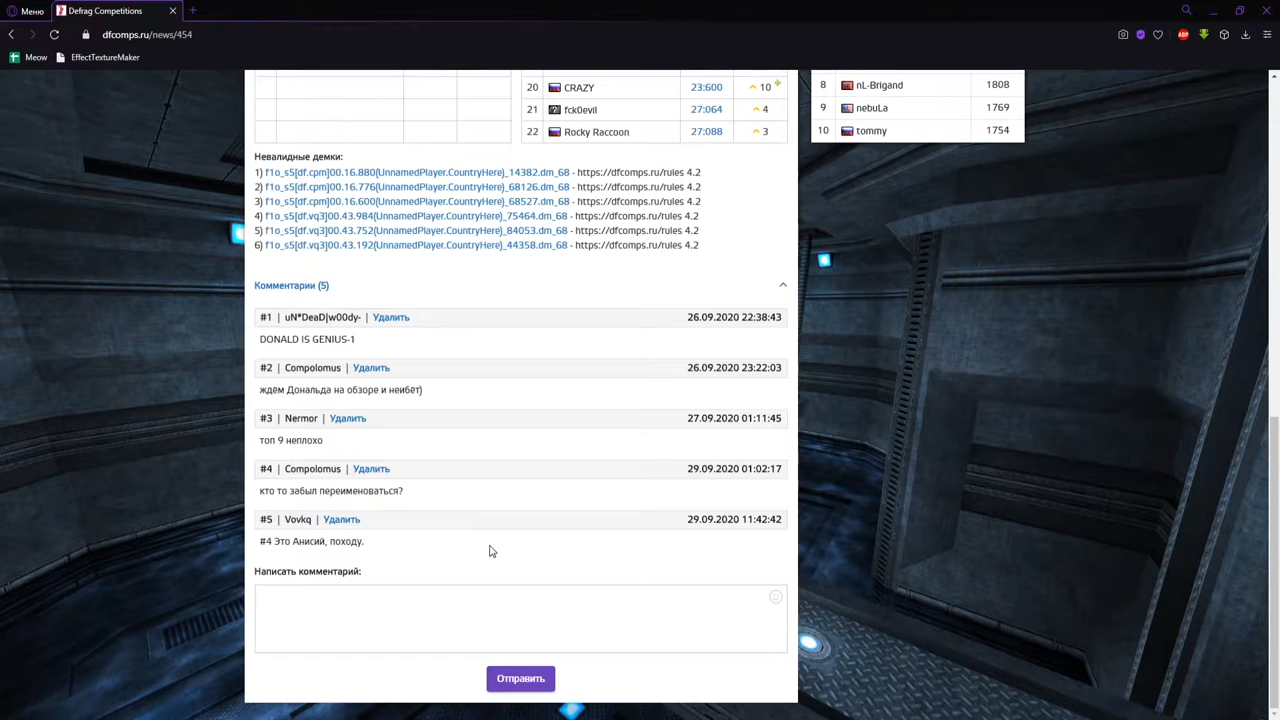 Меню
Defrag Competitions
dfcomps.ru/news/454
ABP
Meow
EffectTextureMaker
20 CRAZY 23:600 10
21 fck0evil 27:064 4
22 Rocky Raccoon 27:088 3
8 nL-Brigand 1808
9 nebuLa 1769
10 tommy 1754
Невалидные демки:
1) f1o_s5[df.cpm]00.16.880(UnnamedPlayer.CountryHere)_14382.dm_68 - https://dfcomps.ru/rules 4.2
2) f1o_s5[df.cpm]00.16.776(UnnamedPlayer.CountryHere)_68126.dm_68 - https://dfcomps.ru/rules 4.2
3) f1o_s5[df.cpm]00.16.600(UnnamedPlayer.CountryHere)_68527.dm_68 - https://dfcomps.ru/rules 4.2
4) f1o_s5[df.vq3]00.43.984(UnnamedPlayer.CountryHere)_75464.dm_68 - https://dfcomps.ru/rules 4.2
5) f1o_s5[df.vq3]00.43.752(UnnamedPlayer.CountryHere)_84053.dm_68 - https://dfcomps.ru/rules 4.2
6) f1o_s5[df.vq3]00.43.192(UnnamedPlayer.CountryHere)_44358.dm_68 - https://dfcomps.ru/rules 4.2
Комментарии (5)
#1 | uN*DeaD|w00dy- | Удалить 26.09.2020 22:38:43
DONALD IS GENIUS-1
#2 | Compolomus | Удалить 26.09.2020 23:22:03
ждём Дональда на обзоре и неибёт)
#3 | Nermor | Удалить 27.09.2020 01:11:45
топ 9 неплохо
#4 | Compolomus | Удалить 29.09.2020 01:02:17
кто то забыл переименоваться?
#5 | Vovkq | Удалить 29.09.2020 11:42:42
#4 Это Анисий, походу.
Написать комментарий:
Отправить